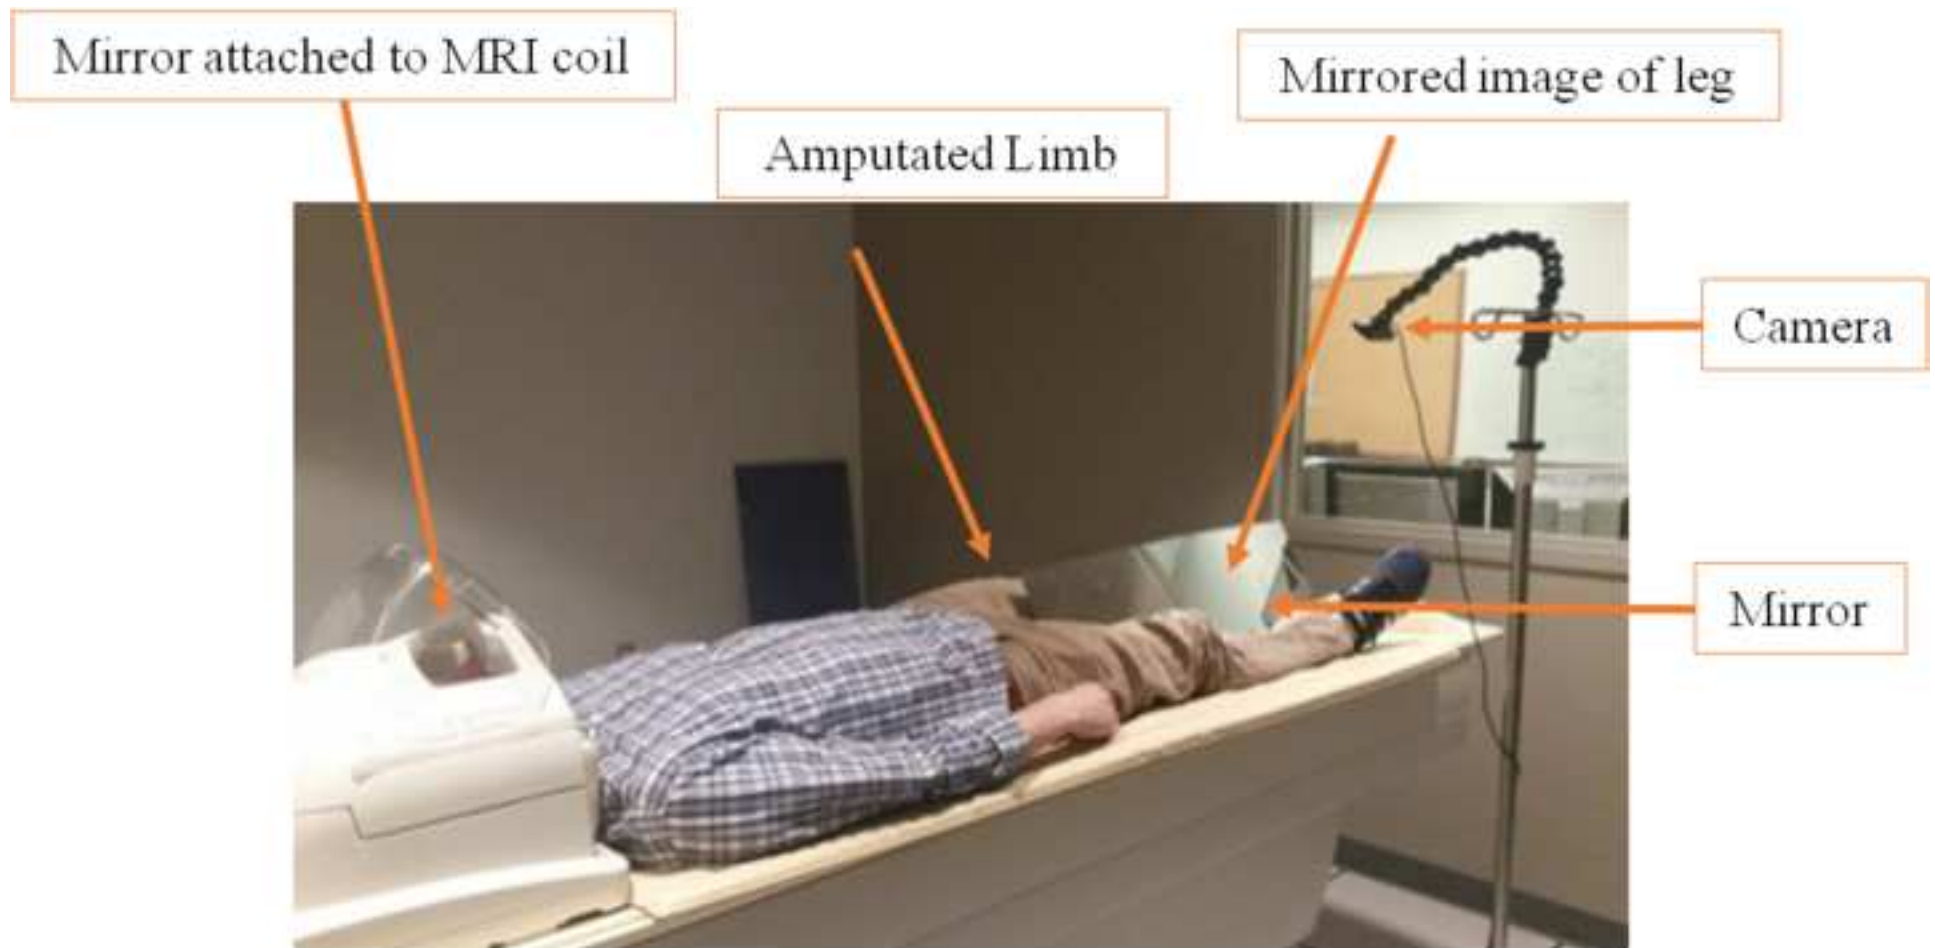 Mirror attached to MRI coil
Mirrored image of leg
Amputated Limb
Camera
Mirror